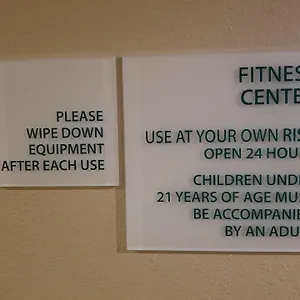 PLEASE
WIPE DOWN
EQUIPMENT
AFTER EACH USE
FITNES
CENTE
USE AT YOUR OWN RIS
OPEN 24 HOU
CHILDREN UNDE
21 YEARS OF AGE MUS
BE ACCOMPANIE
BY AN ADU